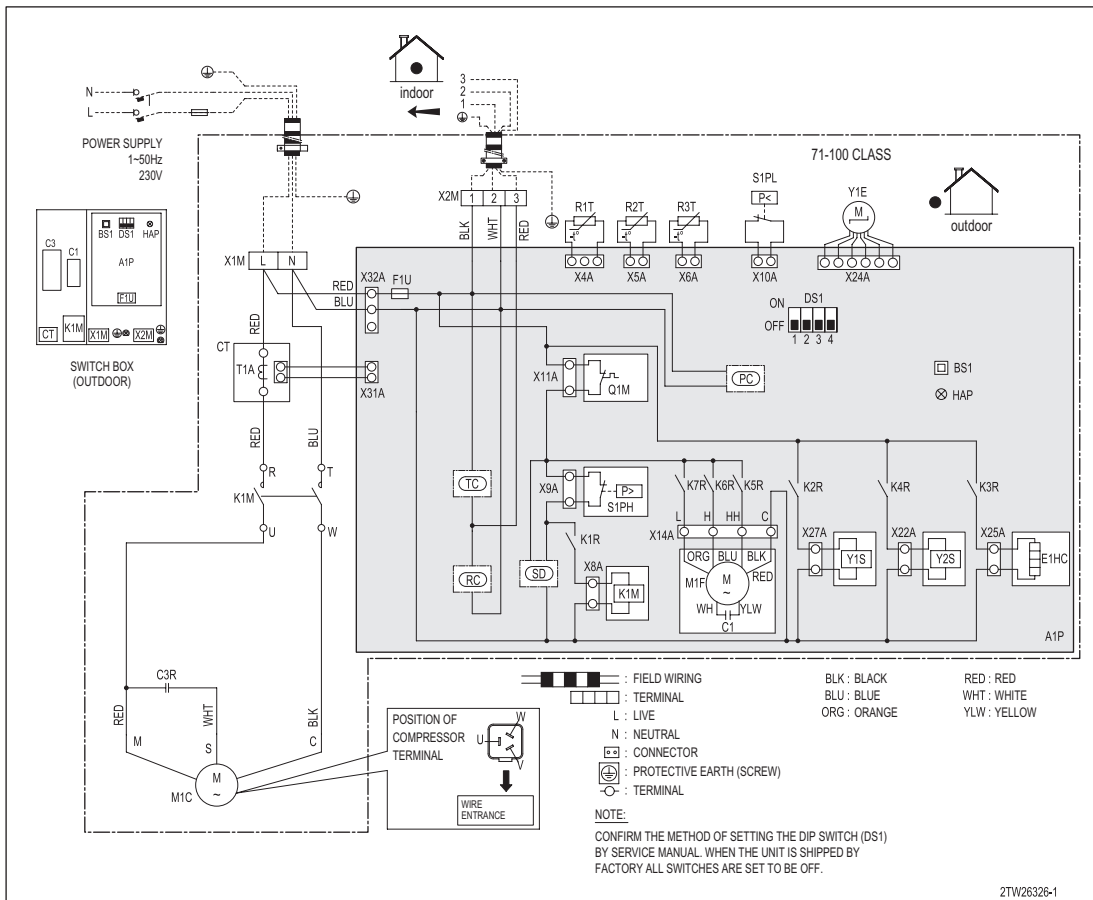 3
2
1
indoor
N
L
POWER SUPPLY
1~50Hz
230V
71-100 CLASS
S1PL
P<
Y1E
M
outdoor
X2M
1 2 3
R1T
R2T
R3T
t°
t°
t°
BLK
WHT
RED
X4A
X5A
X6A
X10A
X24A
C3
C1
BS1 DS1 HAP
A1P
F1U
CT
K1M
X1M
X2M
SWITCH BOX
(OUTDOOR)
X1M
L
N
X32A
F1U
RED
BLU
ON
OFF
DS1
1 2 3 4
RED
CT
T1A
X31A
X11A
Q1M
PC
BS1
HAP
RED
BLU
R
T
K1M
U
W
TC
RC
X9A
P>
S1PH
SD
K1R
X8A
K1M
K7R
K6R
K5R
K2R
K4R
K3R
L
H
HH
C
X14A
ORG
BLU
BLK
M1F
M
~
RED
WH
YLW
C1
X27A
Y1S
X22A
Y2S
X25A
E1HC
A1P
C3R
RED
WHT
BLK
M
S
C
M
~
M1C
POSITION OF
COMPRESSOR
TERMINAL
W
U
V
WIRE
ENTRANCE
: FIELD WIRING
: TERMINAL
L : LIVE
N : NEUTRAL
: CONNECTOR
: PROTECTIVE EARTH (SCREW)
: TERMINAL
BLK : BLACK
BLU : BLUE
ORG : ORANGE
RED : RED
WHT : WHITE
YLW : YELLOW
NOTE:
CONFIRM THE METHOD OF SETTING THE DIP SWITCH (DS1)
BY SERVICE MANUAL. WHEN THE UNIT IS SHIPPED BY
FACTORY ALL SWITCHES ARE SET TO BE OFF.
2TW26326-1